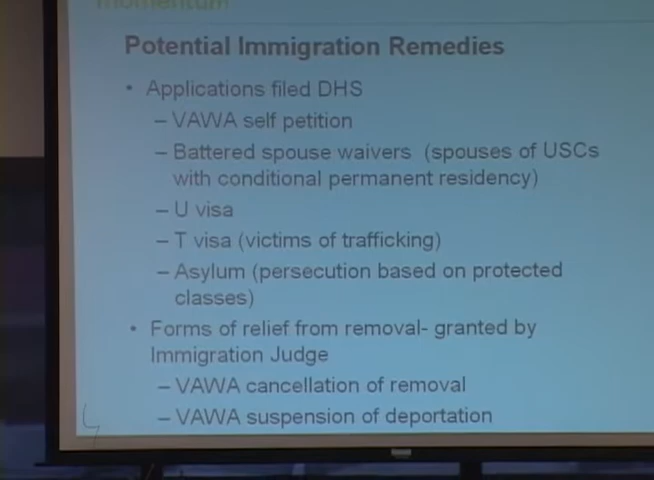 momentum
Potential Immigration Remedies
• Applications filed DHS
– VAWA self petition
– Battered spouse waivers (spouses of USCs
with conditional permanent residency)
– U visa
– T visa (victims of trafficking)
– Asylum (persecution based on protected
classes)
• Forms of relief from removal- granted by
Immigration Judge
– VAWA cancellation of removal
– VAWA suspension of deportation